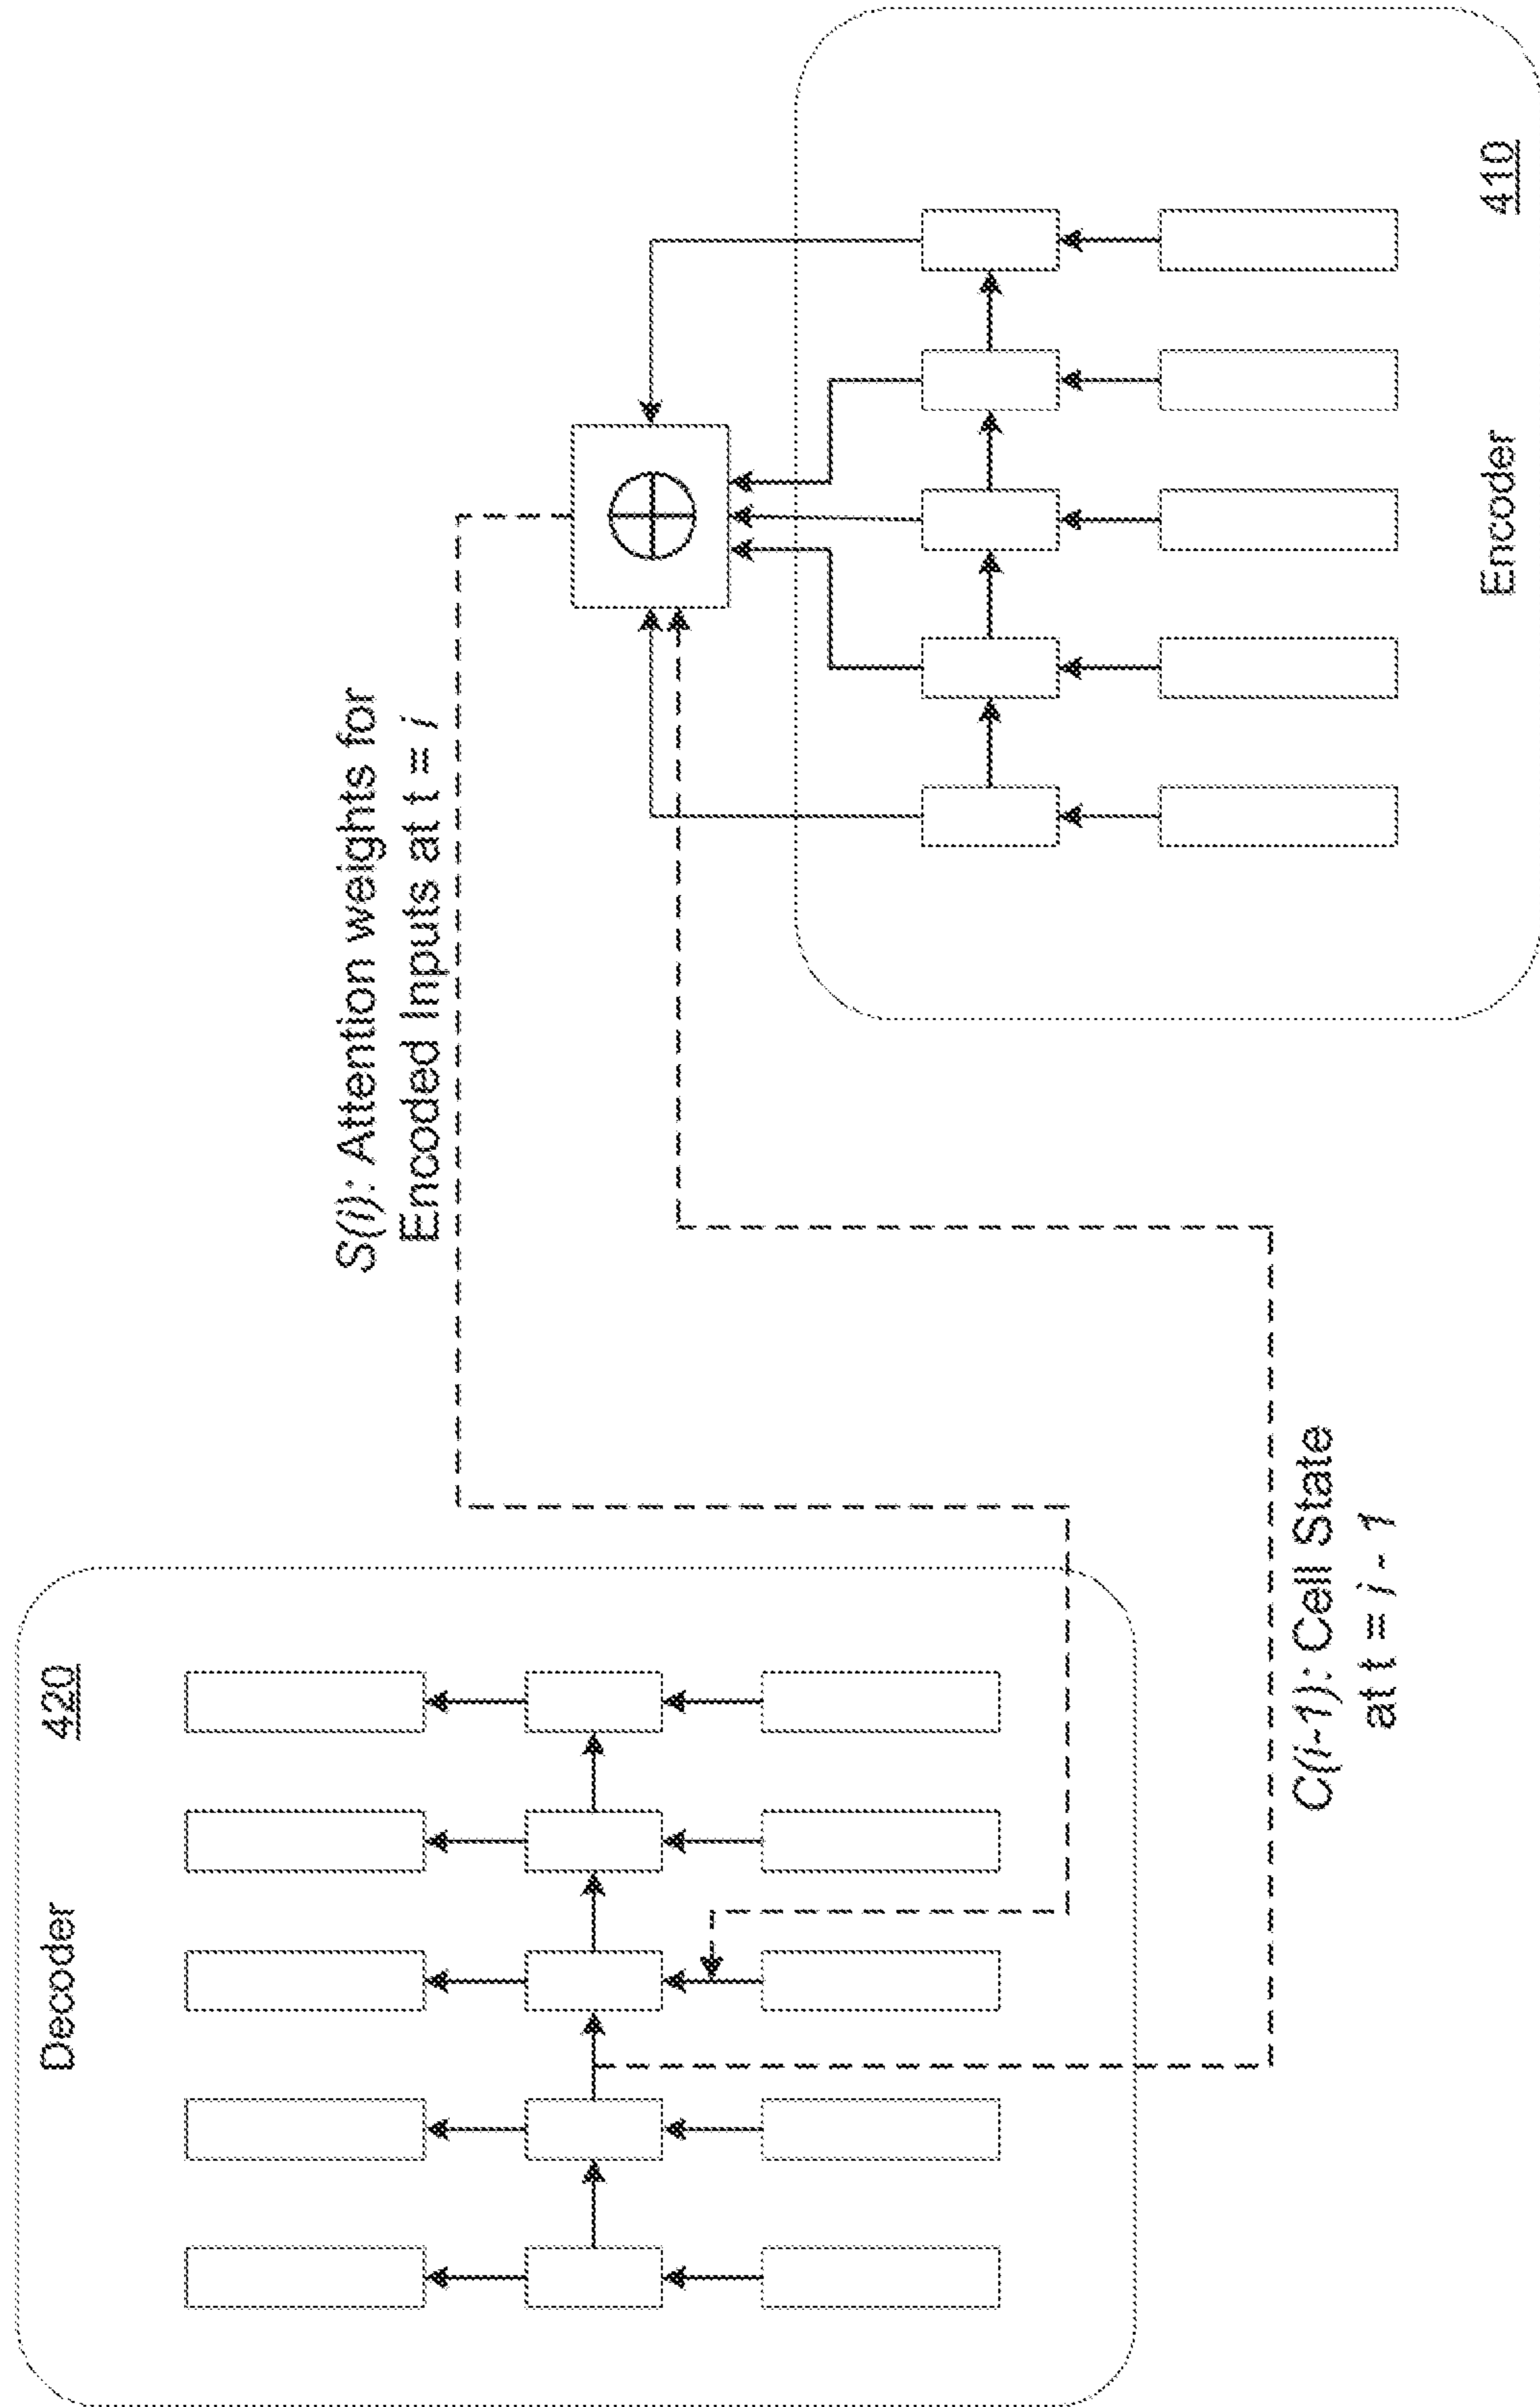 Decoder 420
S(i): Attention weights for
Encoded Inputs at t = i
C(i-1): Cell State
at t = i - 1
Encoder 410